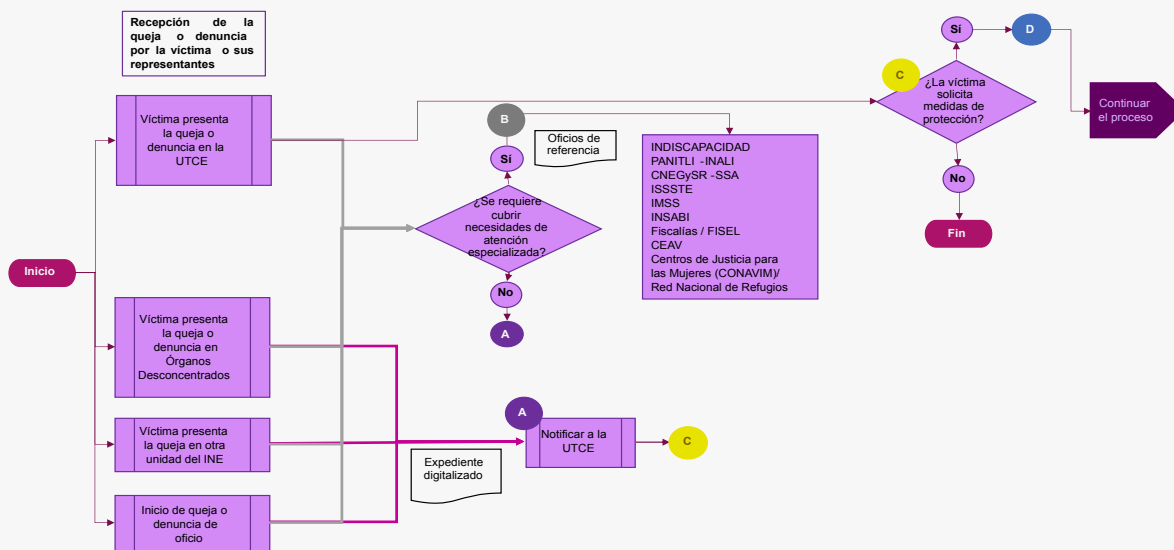 Recepción de la
queja o denuncia
por la víctima o sus
representantes
Víctima presenta
la queja o
denuncia en la
UTCE
Inicio
Víctima presenta
la queja o
denuncia en
Órganos
Desconcentrados
Víctima presenta
la queja en otra
unidad del INE
Inicio de queja o
denuncia de
oficio
B
Oficios de
referencia
Sí
¿Se requiere
cubrir
necesidades de
atención
especializada?
No
A
A
Notificar a la
UTCE
C
Expediente
digitalizado
INDISCAPACIDAD
PANITLI -INALI
CNEGySR -SSA
ISSSTE
IMSS
INSABI
Fiscalías / FISEL
CEAV
Centros de Justicia para
las Mujeres (CONAVIM)/
Red Nacional de Refugios
Sí
D
C
¿La víctima
solicita
medidas de
protección?
No
Fin
Continuar
el proceso